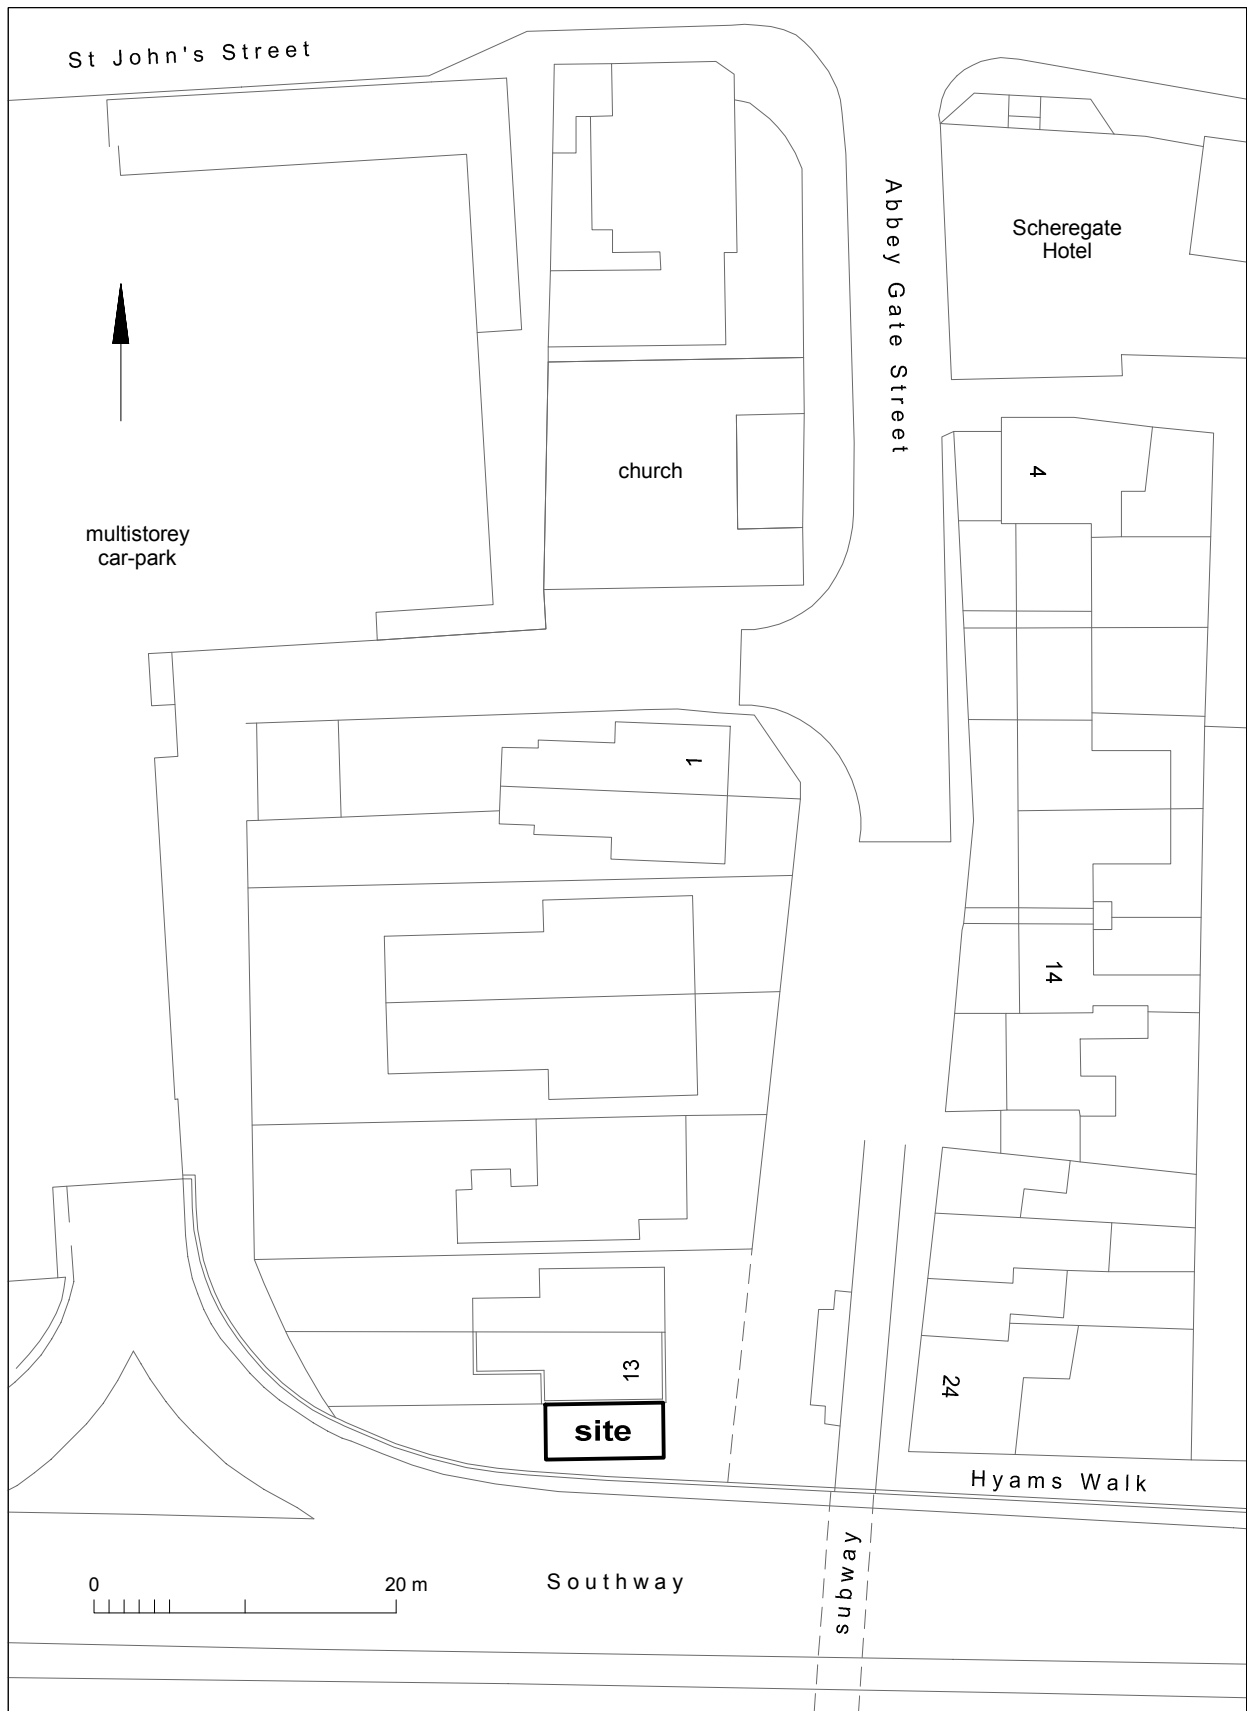 St John's Street
Abbey Gate Street
Scheregate
Hotel
church
4
multistorey
car-park
1
14
13
24
site
Hyams Walk
subway
Southway
0
20 m